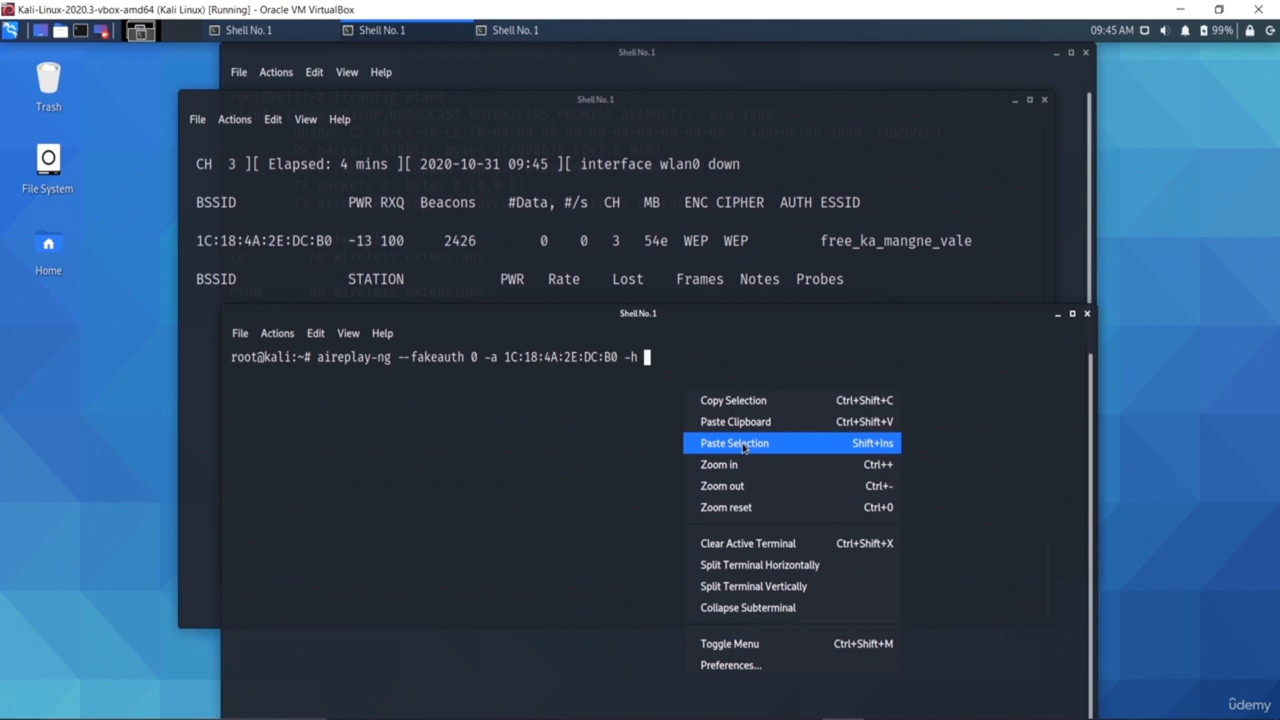 Kali-Linux-2020.3-vbox-amd64 (Kali Linux) [Running] - Oracle VM VirtualBox
Shell No.1 Shell No.1 Shell No.1 09:45 AM 99%
Shell No.1
File Actions Edit View Help
Trash
File System
Home
root@kali:~# ifconfig wlan0
Shell No.1
File Actions Edit View Help
CH 3 ][ Elapsed: 4 mins ][ 2020-10-31 09:45 ][ interface wlan0 down
BSSID PWR RXQ Beacons #Data, #/s CH MB ENC CIPHER AUTH ESSID
1C:18:4A:2E:DC:B0 -13 100 2426 0 0 3 54e WEP WEP free_ka_mangne_vale
BSSID STATION PWR Rate Lost Frames Notes Probes
no wireless extensions.
Shell No.1
File Actions Edit View Help
root@kali:~# aireplay-ng --fakeauth 0 -a 1C:18:4A:2E:DC:B0 -h
Copy Selection Ctrl+Shift+C
Paste Clipboard Ctrl+Shift+V
Paste Selection Shift+Ins
Zoom in Ctrl++
Zoom out Ctrl+-
Zoom reset Ctrl+0
Clear Active Terminal Ctrl+Shift+X
Split Terminal Horizontally
Split Terminal Vertically
Collapse Subterminal
Toggle Menu Ctrl+Shift+M
Preferences...
ûdemy